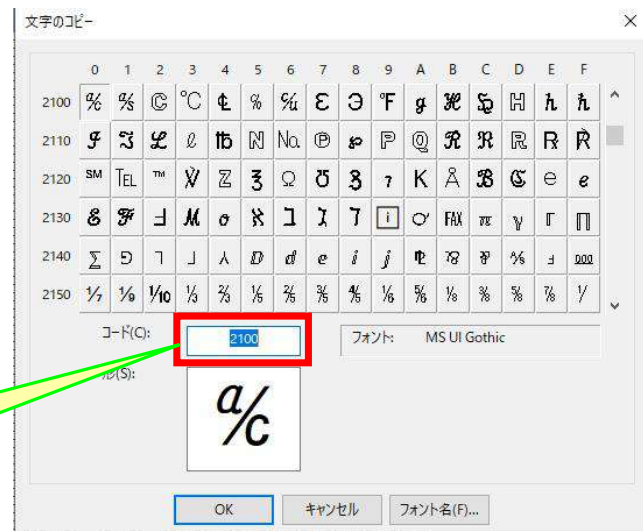 文字のコピー
0 1 2 3 4 5 6 7 8 9 A B C D E F
2100 ℀ ℁ ℂ ℃ ℄ ℅ ℆ ℇ ℈ ℉ ℊ ℋ ℌ ℍ ℎ ℏ
2110 ℐ ℑ ℒ ℓ ℔ ℕ № ℗ ℘ ℙ ℚ ℛ ℜ ℝ ℞ ℟
2120 ℠ ℡ ™ ℣ ℤ ℥ Ω ℧ ℨ ℩ K Å ℬ ℭ ℮ ℯ
2130 ℰ ℱ Ⅎ ℳ ℴ ℵ ℶ ℷ ℸ ℹ ℺ ℻ ℼ ℽ ℾ ℿ
2140 ⅀ ⅁ ⅂ ⅃ ⅄ ⅅ ⅆ ⅇ ⅈ ⅉ ⅊ ⅋ ⅌ ⅍ ⅎ ⅏
2150 ⅐ ⅑ ⅒ ⅓ ⅔ ⅕ ⅖ ⅗ ⅘ ⅙ ⅚ ⅛ ⅜ ⅝ ⅞ ⅟
コード(C): 2100 フォント: MS UI Gothic
ル(S):
℀
OK キャンセル フォント名(F)...